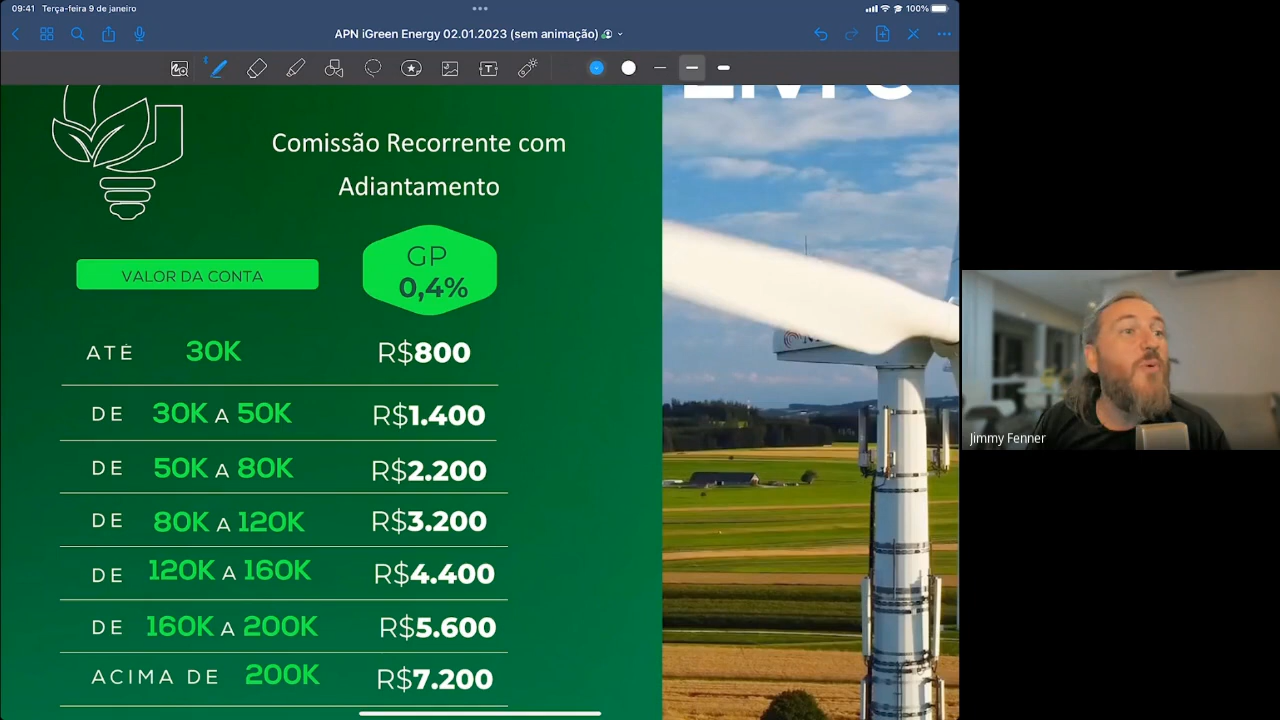 09:41 Terça-feira 9 de janeiro
100%
APN iGreen Energy 02.01.2023 (sem animação)
Comissão Recorrente com
Adiantamento
VALOR DA CONTA
GP
0,4%
ATÉ 30K R$800
DE 30K A 50K R$1.400
DE 50K A 80K R$2.200
DE 80K A 120K R$3.200
DE 120K A 160K R$4.400
DE 160K A 200K R$5.600
ACIMA DE 200K R$7.200
Jimmy Fenner